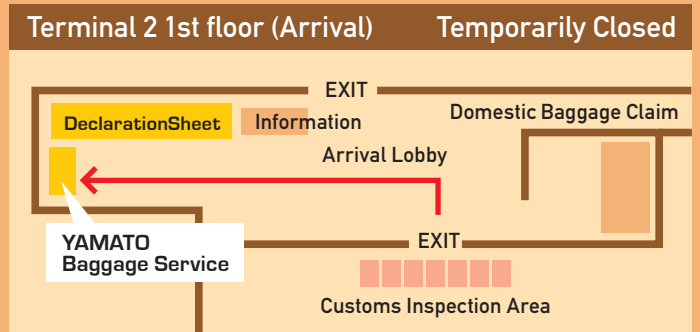 Terminal 2 1st floor (Arrival) Temporarily Closed
EXIT
DeclarationSheet
Information
Domestic Baggage Claim
Arrival Lobby
YAMATO
Baggage Service
EXIT
Customs Inspection Area